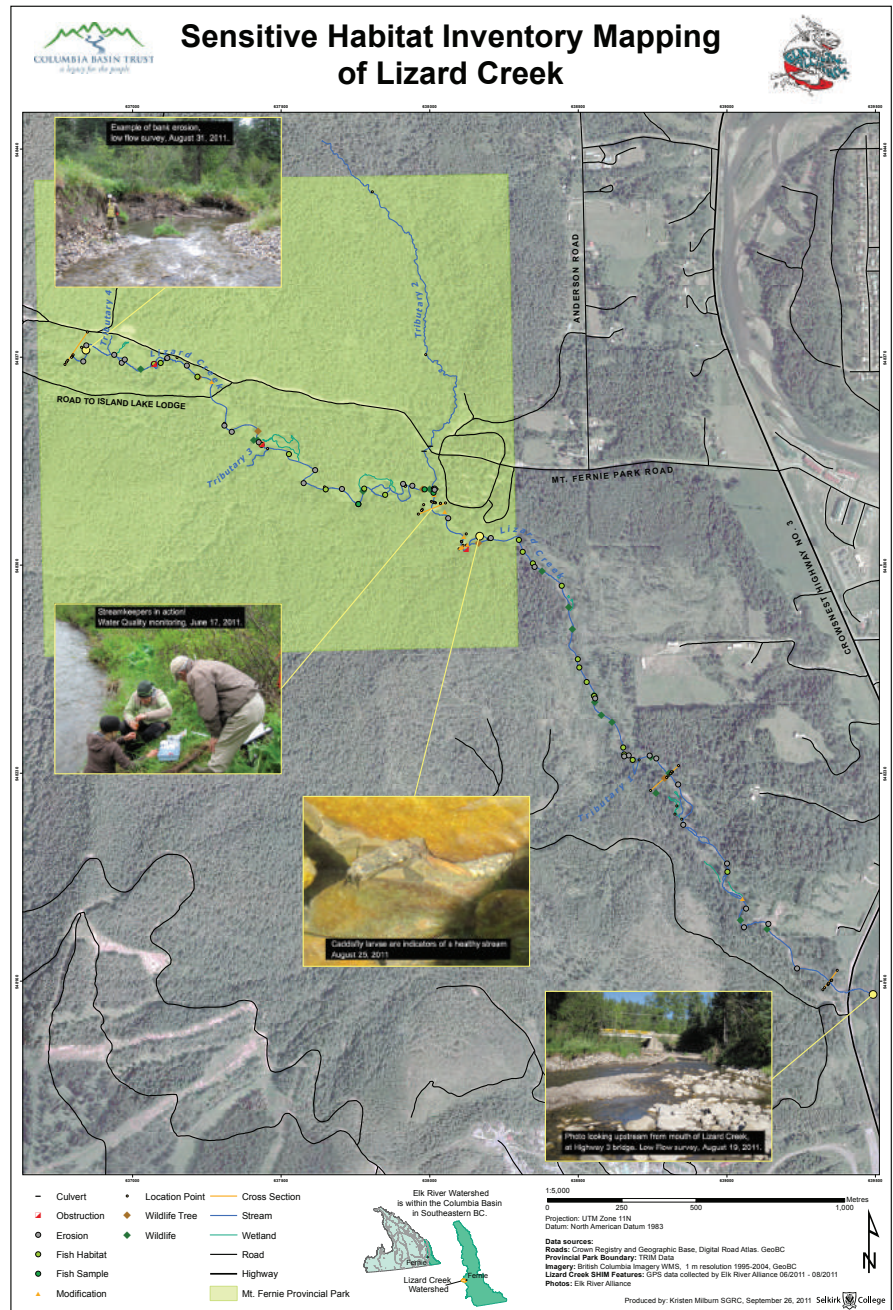 COLUMBIA BASIN TRUST
a legacy for the people
Sensitive Habitat Inventory Mapping
of Lizard Creek
Example of bank erosion,
low flow survey, August 31, 2011.
Tributary 4
Lizard Creek
ROAD TO ISLAND LAKE LODGE
Tributary 3
Tributary 2
ANDERSON ROAD
MT. FERNIE PARK ROAD
CROWSNEST HIGHWAY NO. 3
Lizard Creek
Streamkeepers in action!
Water Quality monitoring, June 17, 2011.
Tributary
Caddisfly larvae are indicators of a healthy stream
August 25, 2011
Photo looking upstream from mouth of Lizard Creek,
at Highway 3 bridge. Low Flow survey, August 19, 2011.
Culvert
Obstruction
Erosion
Fish Habitat
Fish Sample
Modification
Location Point
Wildlife Tree
Wildlife
Cross Section
Stream
Wetland
Road
Highway
Mt. Fernie Provincial Park
Elk River Watershed
is within the Columbia Basin
in Southeastern BC.
Fernie
Fernie
Lizard Creek
Watershed
1:5,000
Metres
0 250 500 1,000
Projection: UTM Zone 11N
Datum: North American Datum 1983
Data sources:
Roads: Crown Registry and Geographic Base, Digital Road Atlas. GeoBC
Provincial Park Boundary: TRIM Data
Imagery: British Columbia Imagery WMS, 1 m resolution 1995-2004, GeoBC
Lizard Creek SHIM Features: GPS data collected by Elk River Alliance 06/2011 - 08/2011
Photos: Elk River Alliance
N
Produced by: Kristen Milburn SGRC, September 26, 2011
Selkirk College